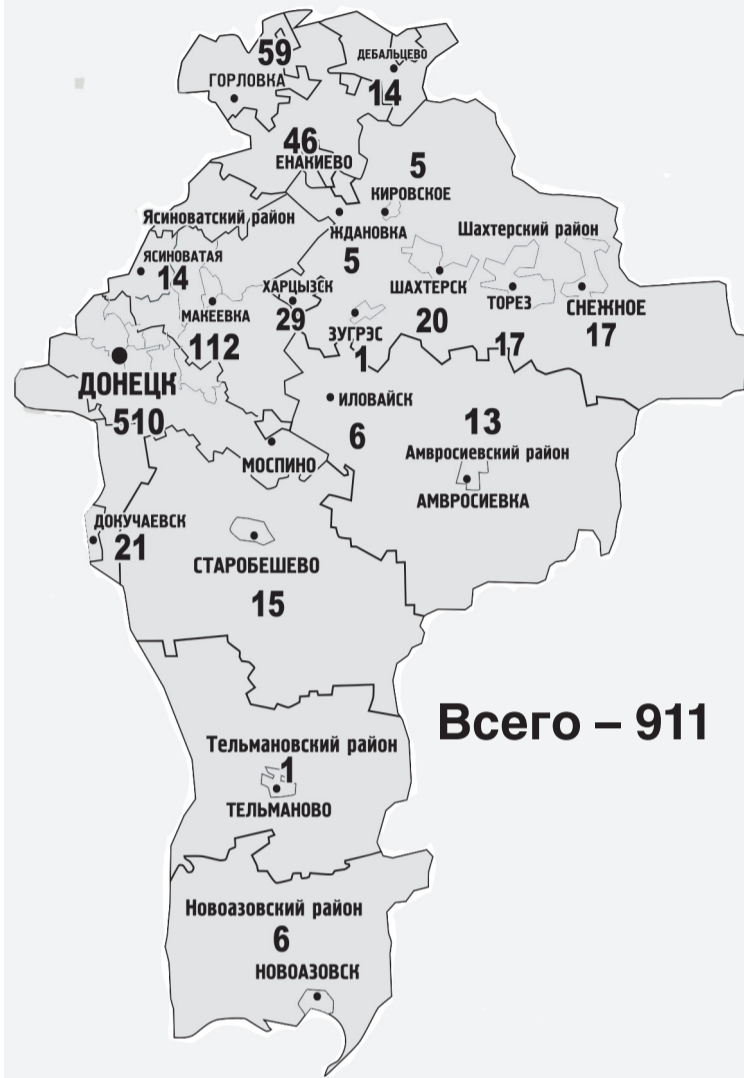 59
ГОРЛОВКА
ДЕБАЛЬЦЕВО
14
46
ЕНАКИЕВО
5
КИРОВСКОЕ
Ясиноватский район
ЖДАНОВКА
5
Шахтерский район
ЯСИНОВАТАЯ
14
МАКЕЕВКА
112
ХАРЦЫЗСК
29
ЗУГРЭС
1
ШАХТЕРСК
20
ТОРЕЗ
17
СНЕЖНОЕ
17
ДОНЕЦК
510
ИЛОВАЙСК
6
13
Амвросиевский район
АМВРОСИЕВКА
МОСПИНО
ДОКУЧАЕВСК
21
СТАРОБЕШЕВО
15
Всего – 911
Тельмановский район
1
ТЕЛЬМАНОВО
Новоазовский район
6
НОВОАЗОВСК